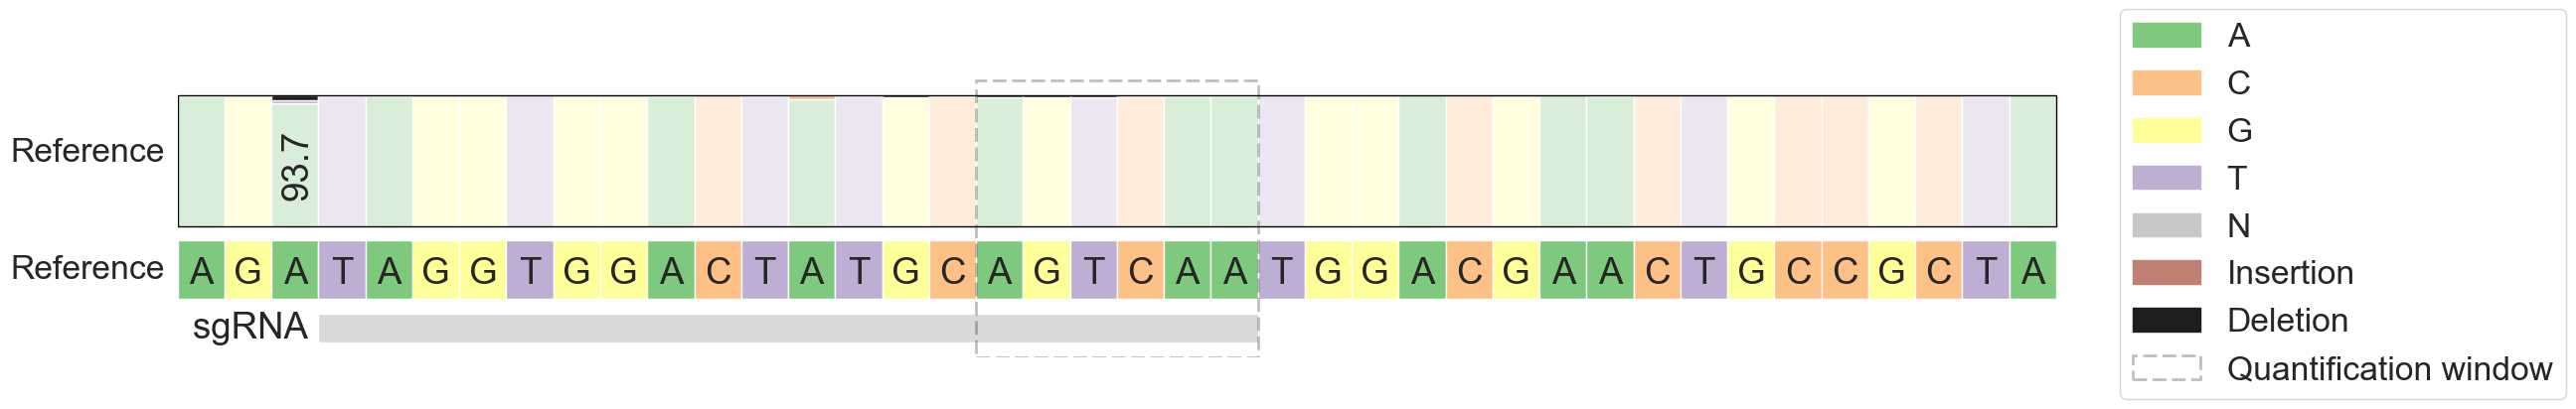 Reference
93.7
Reference A G A T A G G T G G A C T A T G C A G T C A A T G G A C G A A C T G C C G C T A
sgRNA
A
C
G
T
N
Insertion
Deletion
Quantification window